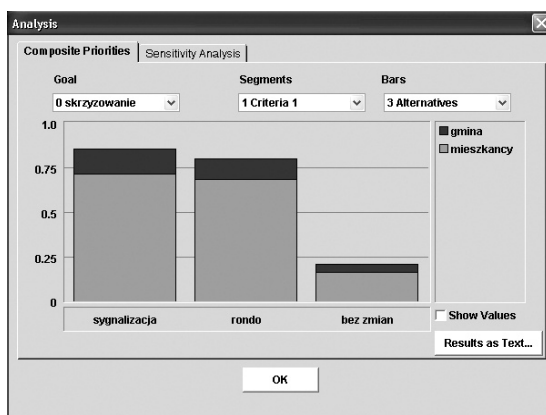 Analysis
Composite Priorities
Sensitivity Analysis
Goal
Segments
Bars
0 skrzyzowanie
1 Criteria 1
3 Alternatives
1.0
0.75
0.5
0.25
0
gmina
mieszkancy
sygnalizacja
rondo
bez zmian
Show Values
Results as Text...
OK